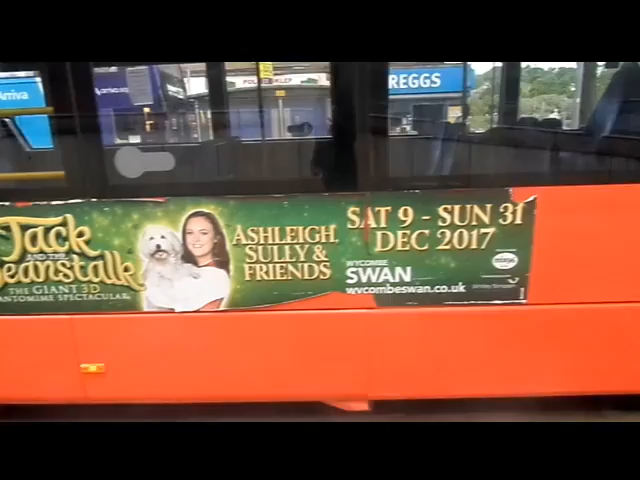 Arriva
GREGGS
Jack
AND THE
Beanstalk
THE GIANT 3D
PANTOMIME SPECTACULAR
ASHLEIGH,
SULLY &
FRIENDS
SAT 9 - SUN 31
DEC 2017
WYCOMBE
SWAN
wycombeswan.co.uk